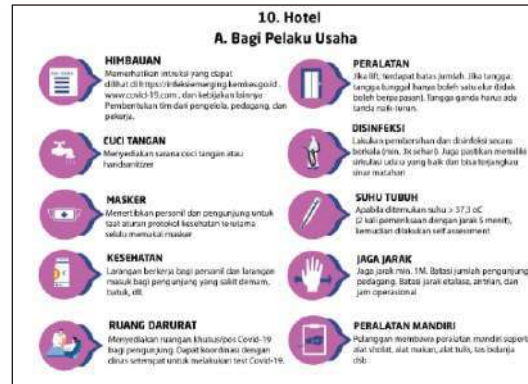 10. Hotel
A. Bagi Pelaku Usaha
HIMBAUAN
Memerhatikan intruksi yang dapat
dilihat di https://infeksiemerging.kemkes.go.id,
www.covid-19.com, dan kebijakan lainnya
Pembentukan tim dari pengelola, pedagang, dan
pekerja.
CUCI TANGAN
Menyediakan sarana cuci tangan atau
handsanitizer
MASKER
Menertibkan personil dan pengunjung untuk
saat aturan protokol kesehatan terutama
selalu memakai masker
KESEHATAN
Larangan berkerja bagi personil dan larangan
masuk bagi pengunjung yang sakit demam,
batuk, dll.
RUANG DARURAT
Menyediakan ruangan khusus/pos Covid-19
bagi pengunjung. Dapat koordinasi dengan
dinas setempat untuk melakukan test Covid-19.
PERALATAN
Jika lift, terdapat batas jumlah. Jika tangga:
tangga tunggal hanya boleh satu alur (tidak
boleh berpapasan). Tangga ganda harus ada
tanda naik turun.
DISINFEKSI
Lakukan pembersihan dan disinfeksi secara
berkala (min. 3x sehari). Juga pastikan memiliki
sirkulasi udara yang baik dan bisa terjangkau
sinar matahari
SUHU TUBUH
Apabila ditemukan suhu > 37,3 oC
(2 kali pemeriksaan dengan jarak 5 menit),
kemudian dilakukan self assessment
JAGA JARAK
Jaga jarak min. 1M. Batasi jumlah pengunjung,
pedagang. Batasi jarak etalase, antrian, dan
jam operasional
PERALATAN MANDIRI
Pelanggan membawa peralatan mandiri seperti
alat sholat, alat makan, alat tulis, tas belanja
dsb